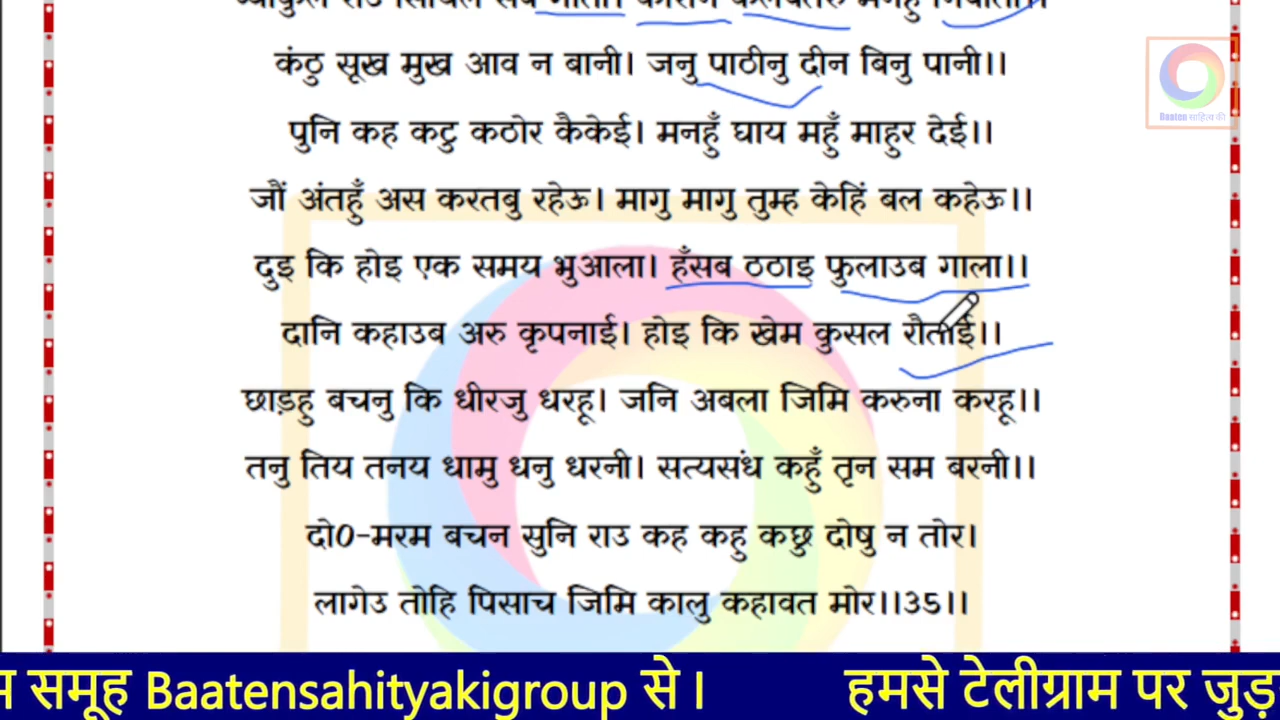 कंठु सूख मुख आव न बानी। जनु पाठीनु दीन बिनु पानी।।
Baaten साहित्य की
पुनि कह कटु कठोर कैकेई। मनहुँ घाय महुँ माहुर देई।।
जौं अंतहुँ अस करतबु रहेऊ। मागु मागु तुम्ह केहिं बल कहेऊ।।
दुइ कि होइ एक समय भुआला। हँसब ठठाइ फुलाउब गाला।।
दानि कहाउब अरु कृपनाई। होइ कि खेम कुसल रौताई।।
छाड़हु बचनु कि धीरजु धरहू। जनि अबला जिमि करुना करहू।।
तनु तिय तनय धामु धनु धरनी। सत्यसंध कहुँ तृन सम बरनी।।
दो0-मरम बचन सुनि राउ कह कहु कछु दोषु न तोर।
लागेउ तोहि पिसाच जिमि कालु कहावत मोर।।35।।
समूह Baatensahityakigroup से I हमसे टेलीग्राम पर जुड़